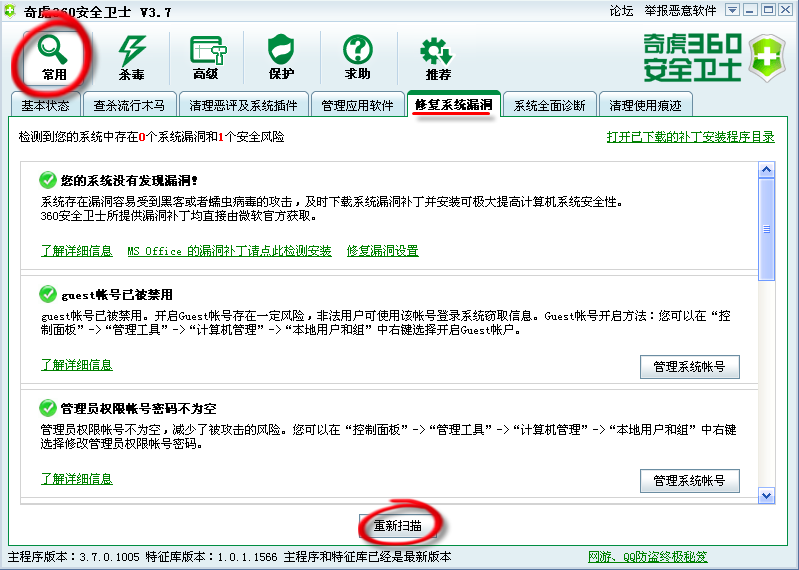 奇虎360安全卫士 V3.7
论坛 举报恶意软件
常用 杀毒 高级 保护 求助 推荐
奇虎360
安全卫士
基本状态 查杀流行木马 清理恶评及系统插件 管理应用软件 修复系统漏洞 系统全面诊断 清理使用痕迹
检测到您的系统中存在0个系统漏洞和1个安全风险
打开已下载的补丁安装程序目录
您的系统没有发现漏洞!
系统存在漏洞容易受到黑客或者蠕虫病毒的攻击，及时下载系统漏洞补丁并安装可极大提高计算机系统安全性。
360安全卫士所提供漏洞补丁均直接由微软官方获取。
了解详细信息 MS Office 的漏洞补丁请点此检测安装 修复漏洞设置
guest帐号已被禁用
guest帐号已被禁用。开启Guest帐号存在一定风险，非法用户可使用该帐号登录系统窃取信息。Guest帐号开启方法：您可以在“控
制面板”->“管理工具”->“计算机管理”->“本地用户和组”中右键选择开启Guest帐户。
了解详细信息
管理系统帐号
管理员权限帐号密码不为空
管理员权限帐号不为空，减少了被攻击的风险。您可以在“控制面板”->“管理工具”->“计算机管理”->“本地用户和组”中右键
选择修改管理员权限帐号密码。
了解详细信息
管理系统帐号
重新扫描
主程序版本：3.7.0.1005 特征库版本：1.0.1.1566 主程序和特征库已经是最新版本
网游、QQ防盗终极秘笈